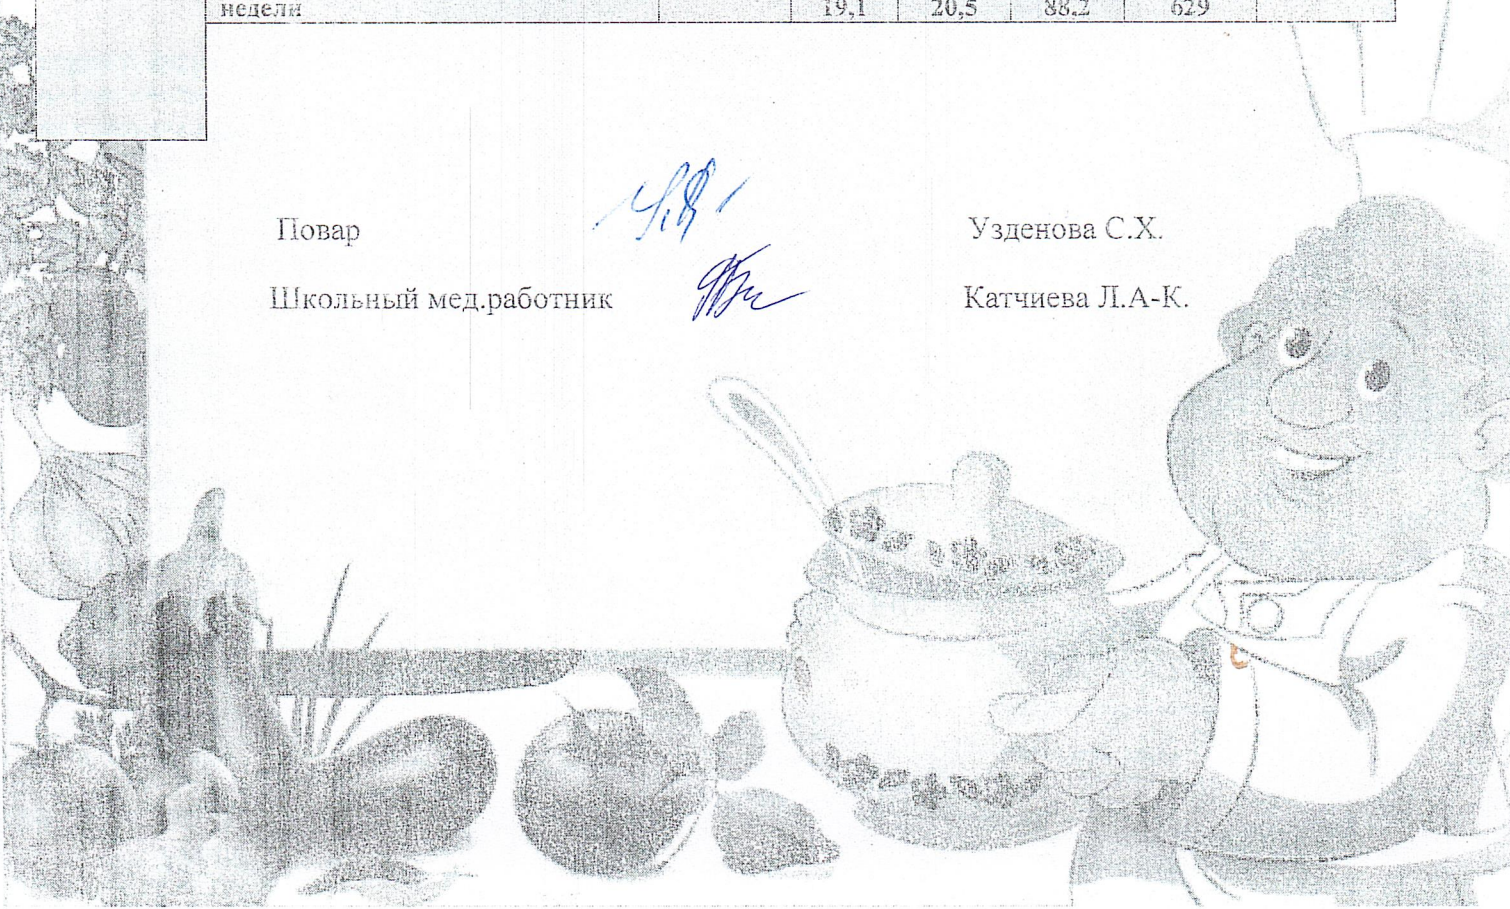 недели 19,1 20,5 88,2 629
Повар Узденова С.Х.
Школьный мед.работник Катчиева Л.А-К.